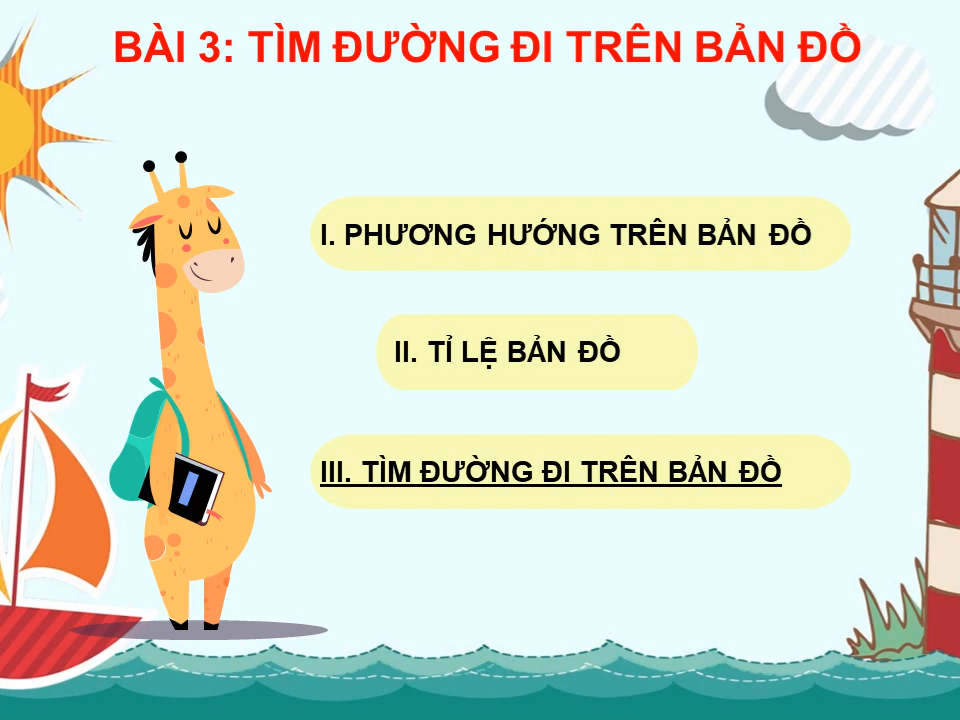 BÀI 3: TÌM ĐƯỜNG ĐI TRÊN BẢN ĐỒ
I. PHƯƠNG HƯỚNG TRÊN BẢN ĐỒ
II. TỈ LỆ BẢN ĐỒ
III. TÌM ĐƯỜNG ĐI TRÊN BẢN ĐỒ